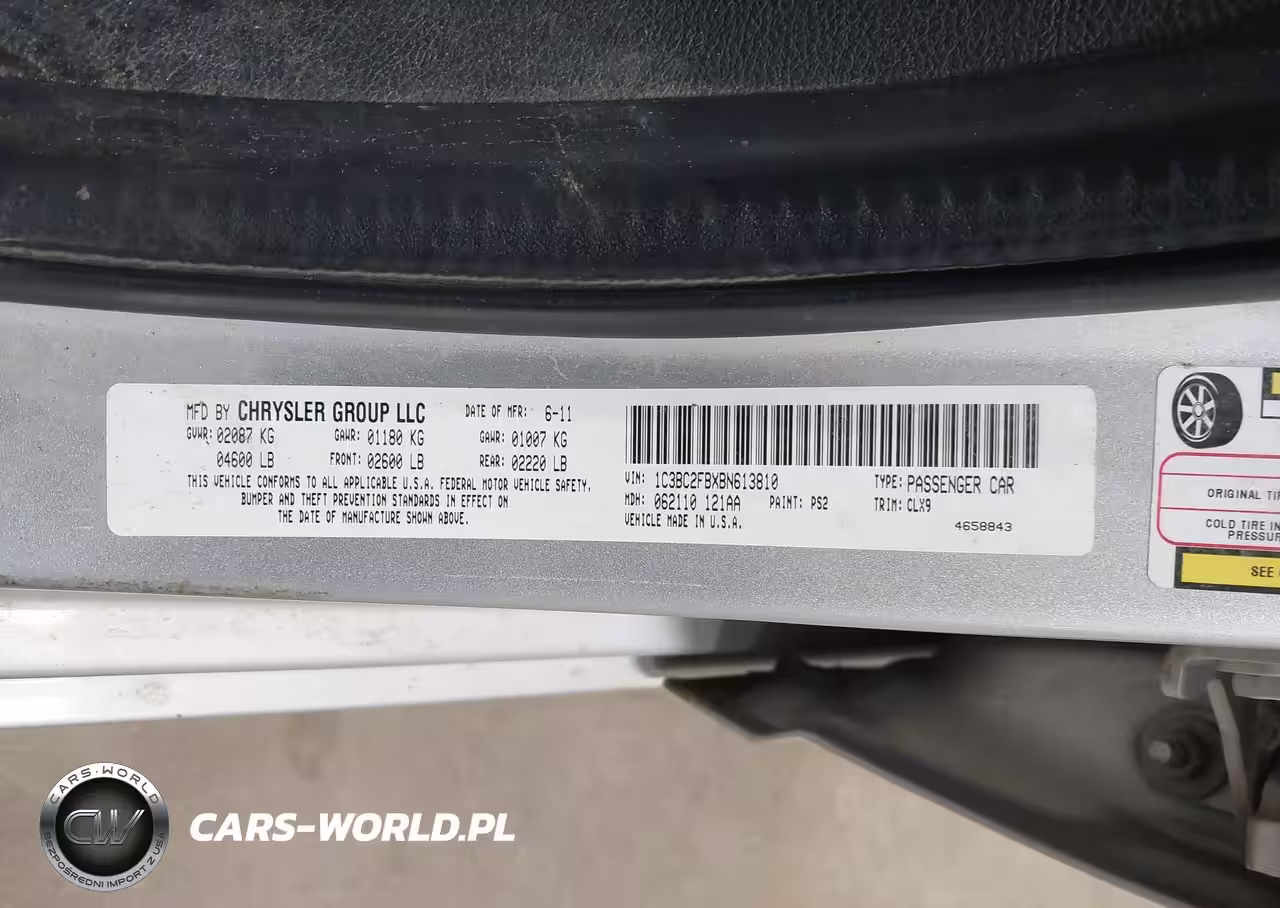 MFD BY CHRYSLER GROUP LLC DATE OF MFR: 6-11
GVWR: 02087 KG GAWR: 01180 KG GAWR: 01007 KG
04600 LB FRONT: 02600 LB REAR: 02220 LB
THIS VEHICLE CONFORMS TO ALL APPLICABLE U.S.A. FEDERAL MOTOR VEHICLE SAFETY,
BUMPER AND THEFT PREVENTION STANDARDS IN EFFECT ON
THE DATE OF MANUFACTURE SHOWN ABOVE.
VIN: 1C3BC2FBXBN613810 TYPE: PASSENGER CAR
MDH: 062110 121AA PAINT: PS2 TRIM: CLX9
VEHICLE MADE IN U.S.A. 4658843
ORIGINAL TI
COLD TIRE IN
PRESSUR
SEE
CARS-WORLD
CW
BEZPOŚREDNI IMPORT Z USA
CARS-WORLD.PL